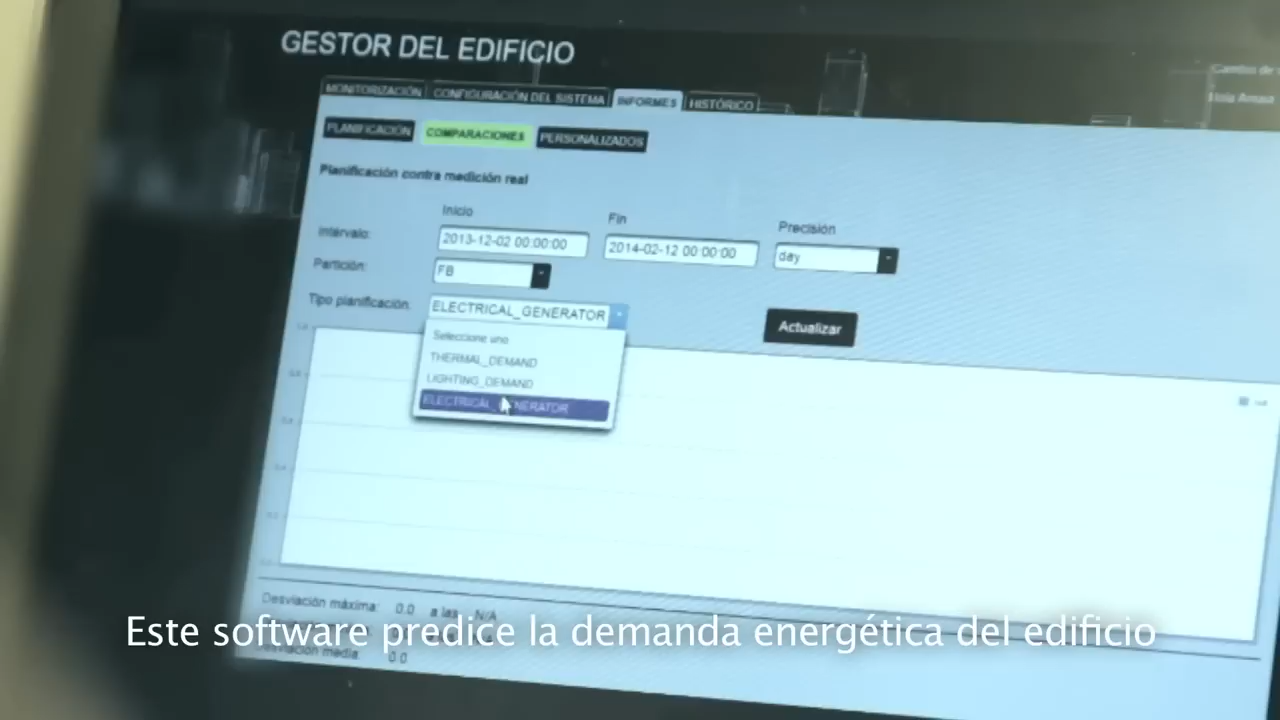 GESTOR DEL EDIFICIO
MONITORIZACIÓN CONFIGURACIÓN DEL SISTEMA INFORMES HISTÓRICO
PLANIFICACIÓN COMPARACIONES PERSONALIZADOS
Planificación contra medición real
Inicio Fin Precisión
Intérvalo: 2013-12-02 00:00:00 2014-02-12 00:00:00 day
Partición: FB
Tipo planificación: ELECTRICAL_GENERATOR
Actualizar
Seleccione uno
THERMAL_DEMAND
LIGHTING_DEMAND
ELECTRICAL_GENERATOR
Desviación máxima: 0.0 a las N/A
Este software predice la demanda energética del edificio
media 0.0